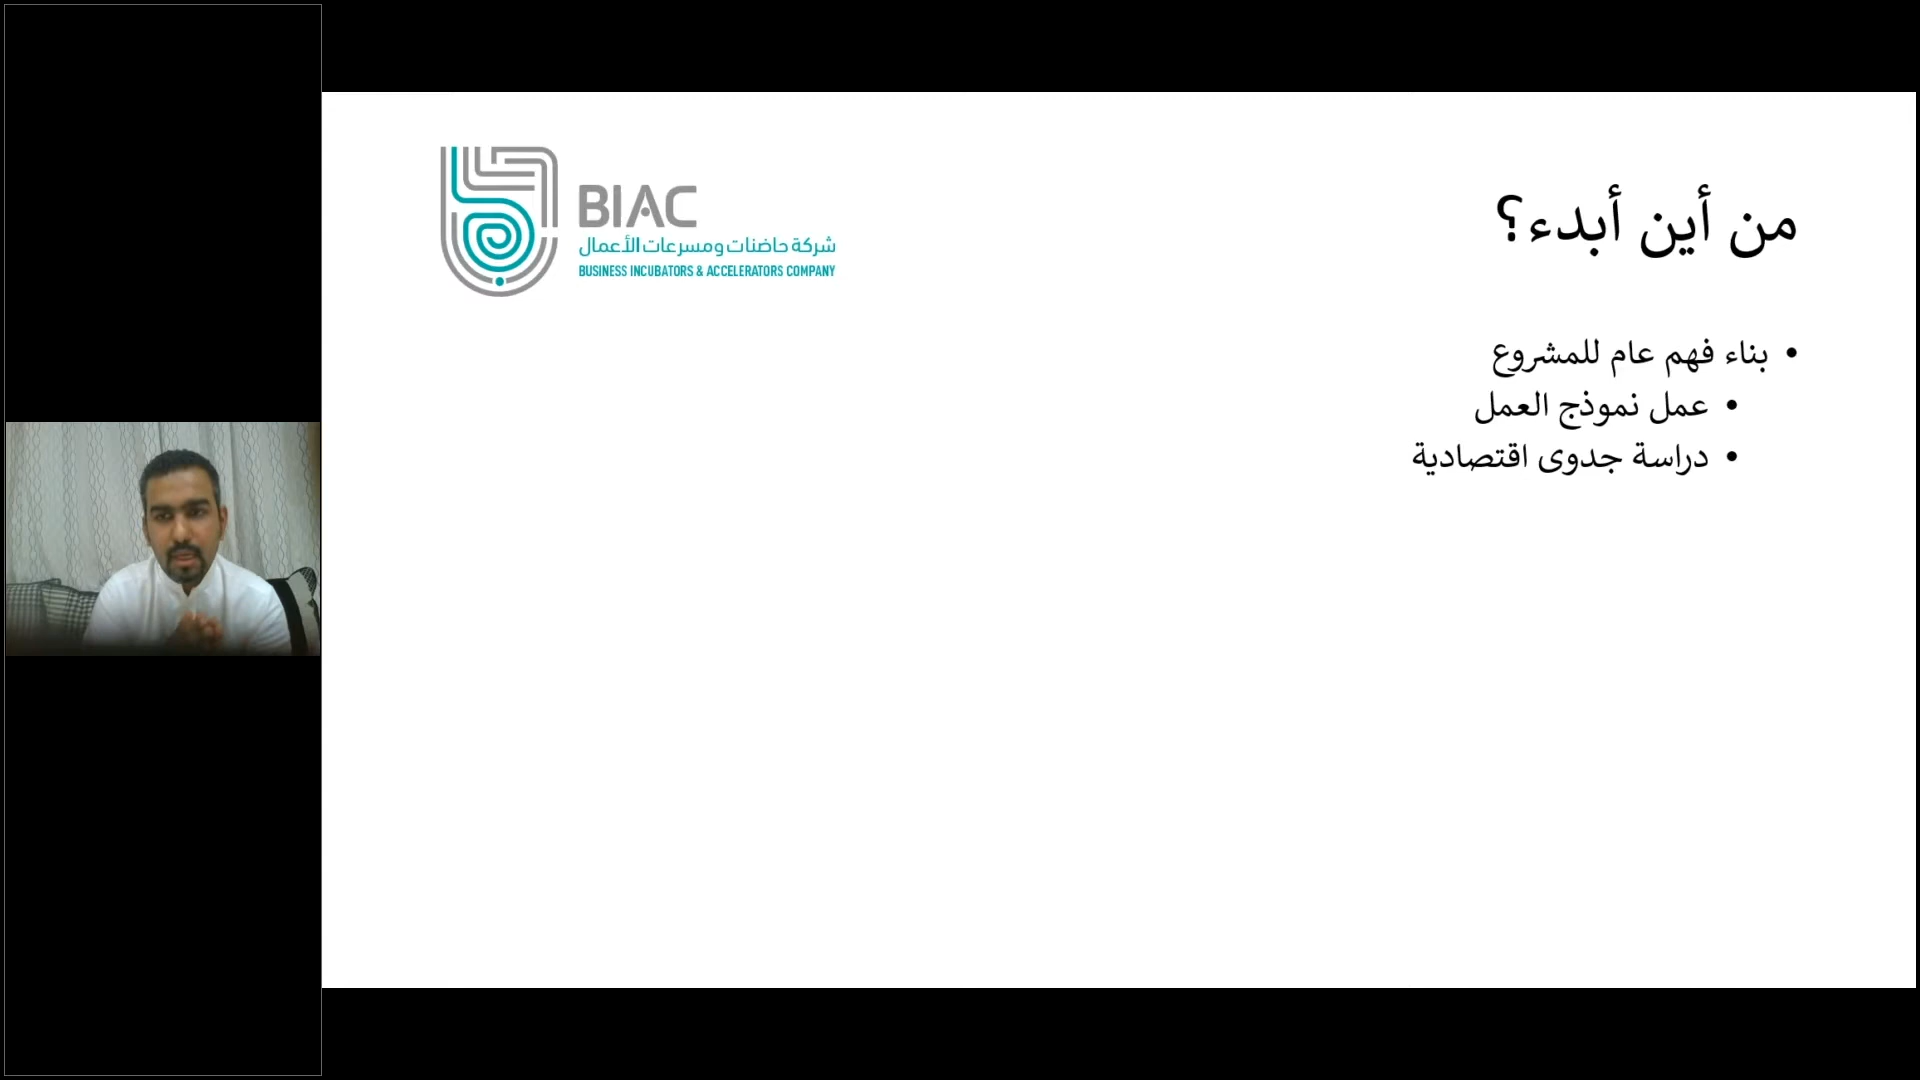 من أين أبدء؟
BIAC
شركة حاضنات ومسرعات الأعمال
BUSINESS INCUBATORS & ACCELERATORS COMPANY
• بناء فهم عام للمشروع
• عمل نموذج العمل
• دراسة جدوى اقتصادية